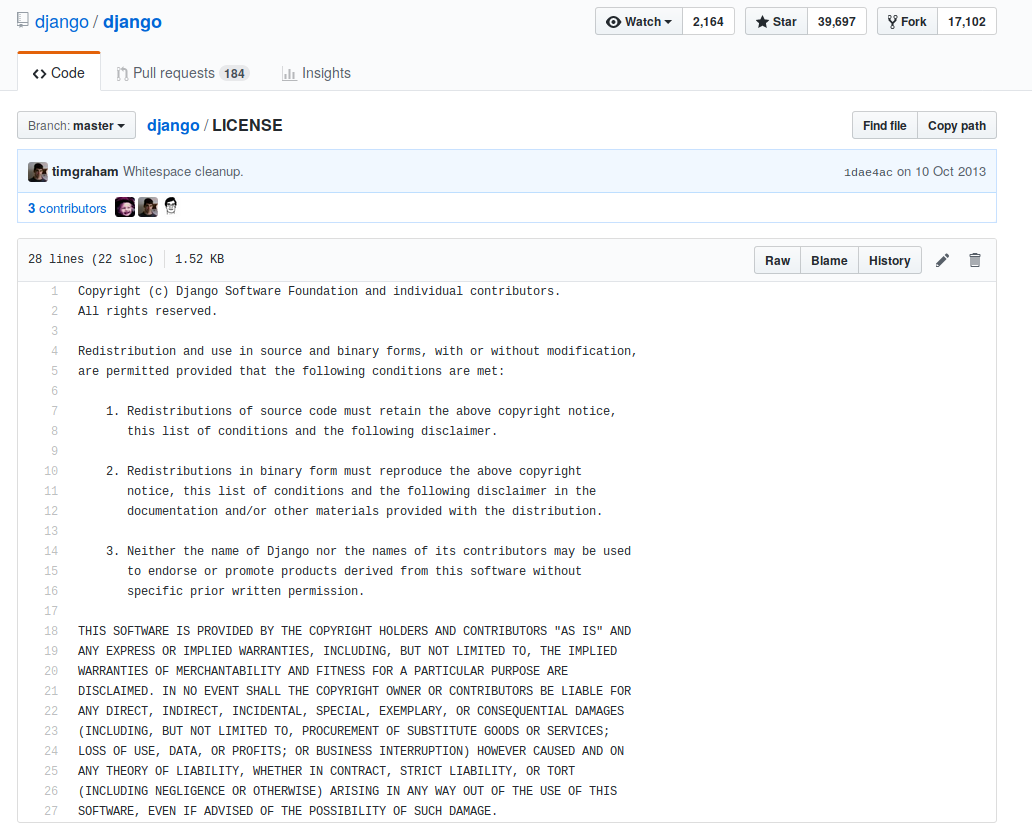 django / django
Watch 2,164 Star 39,697 Fork 17,102
Code Pull requests 184 Insights
Branch: master django / LICENSE Find file Copy path
timgraham Whitespace cleanup. 1dae4ac on 10 Oct 2013
3 contributors
28 lines (22 sloc) 1.52 KB Raw Blame History
1 Copyright (c) Django Software Foundation and individual contributors.
2 All rights reserved.
3
4 Redistribution and use in source and binary forms, with or without modification,
5 are permitted provided that the following conditions are met:
6
7 1. Redistributions of source code must retain the above copyright notice,
8 this list of conditions and the following disclaimer.
9
10 2. Redistributions in binary form must reproduce the above copyright
11 notice, this list of conditions and the following disclaimer in the
12 documentation and/or other materials provided with the distribution.
13
14 3. Neither the name of Django nor the names of its contributors may be used
15 to endorse or promote products derived from this software without
16 specific prior written permission.
17
18 THIS SOFTWARE IS PROVIDED BY THE COPYRIGHT HOLDERS AND CONTRIBUTORS "AS IS" AND
19 ANY EXPRESS OR IMPLIED WARRANTIES, INCLUDING, BUT NOT LIMITED TO, THE IMPLIED
20 WARRANTIES OF MERCHANTABILITY AND FITNESS FOR A PARTICULAR PURPOSE ARE
21 DISCLAIMED. IN NO EVENT SHALL THE COPYRIGHT OWNER OR CONTRIBUTORS BE LIABLE FOR
22 ANY DIRECT, INDIRECT, INCIDENTAL, SPECIAL, EXEMPLARY, OR CONSEQUENTIAL DAMAGES
23 (INCLUDING, BUT NOT LIMITED TO, PROCUREMENT OF SUBSTITUTE GOODS OR SERVICES;
24 LOSS OF USE, DATA, OR PROFITS; OR BUSINESS INTERRUPTION) HOWEVER CAUSED AND ON
25 ANY THEORY OF LIABILITY, WHETHER IN CONTRACT, STRICT LIABILITY, OR TORT
26 (INCLUDING NEGLIGENCE OR OTHERWISE) ARISING IN ANY WAY OUT OF THE USE OF THIS
27 SOFTWARE, EVEN IF ADVISED OF THE POSSIBILITY OF SUCH DAMAGE.